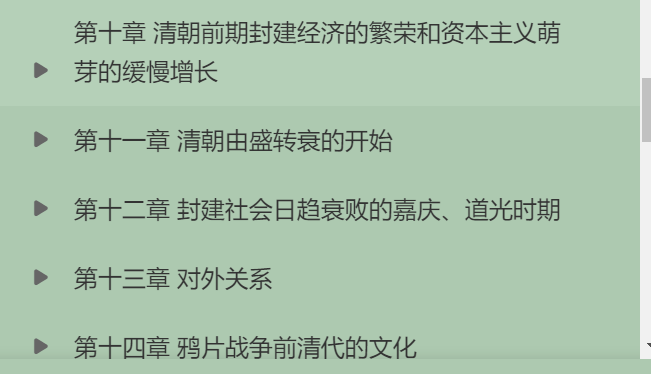 第十章 清朝前期封建经济的繁荣和资本主义萌
芽的缓慢增长
第十一章 清朝由盛转衰的开始
第十二章 封建社会日趋衰败的嘉庆、道光时期
第十三章 对外关系
第十四章 鸦片战争前清代的文化